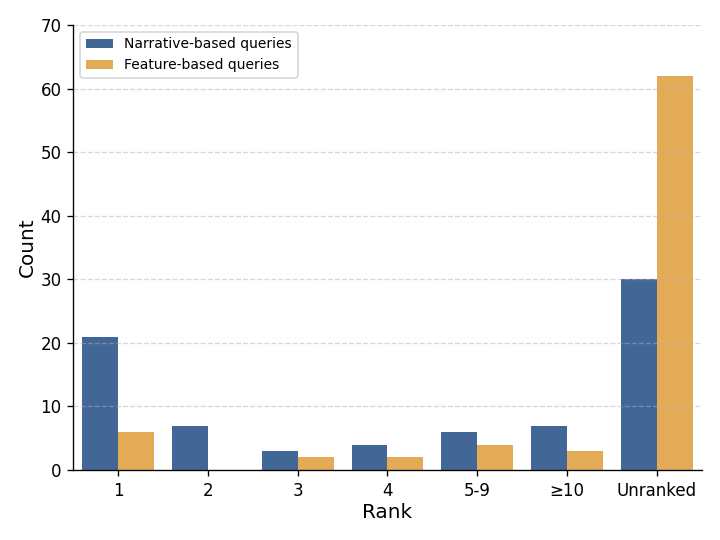 70
60
50
40
30
20
10
0
Count
Narrative-based queries
Feature-based queries
1 2 3 4 5-9 ≥10 Unranked
Rank